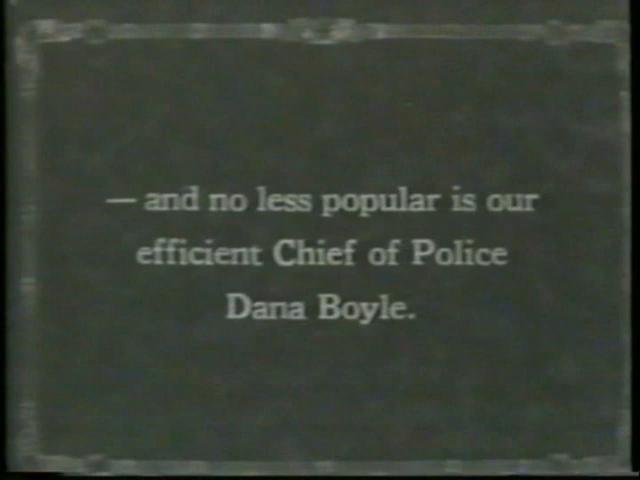 — and no less popular is our
efficient Chief of Police
Dana Boyle.